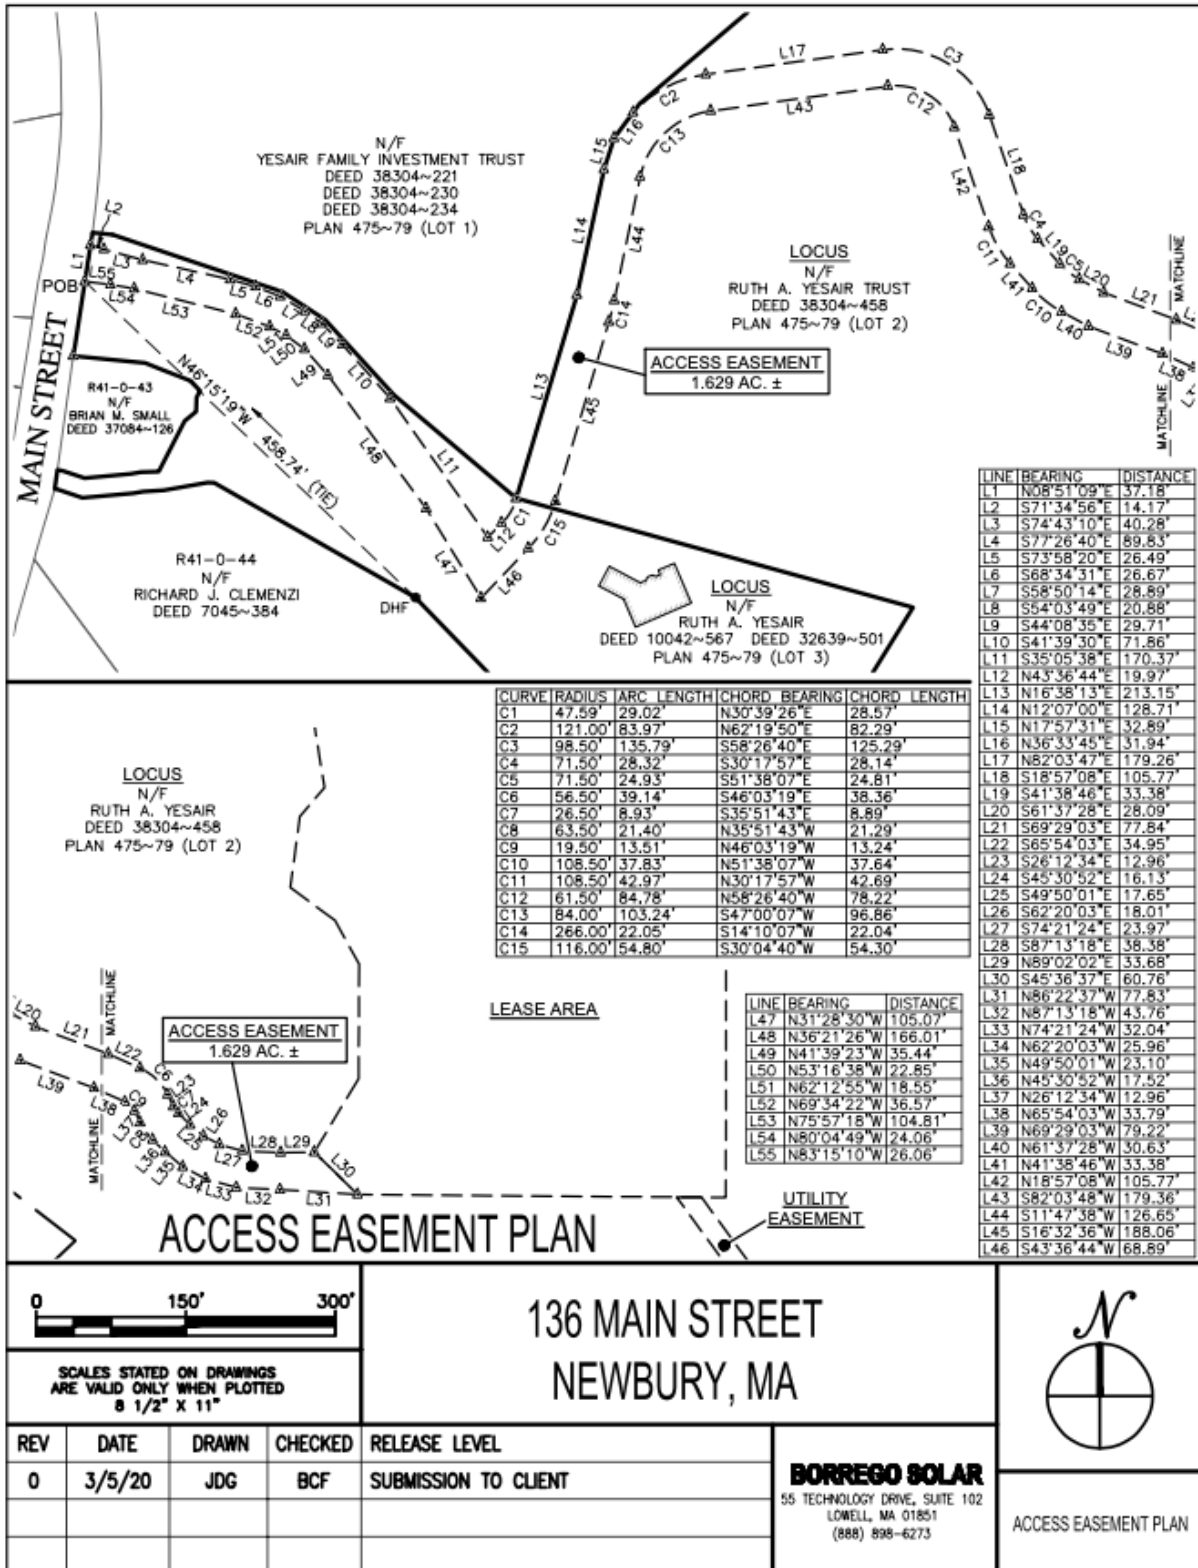 N/F
YESAIR FAMILY INVESTMENT TRUST
DEED 38304~221
DEED 38304~230
DEED 38304~234
PLAN 475~79 (LOT 1)
LOCUS
N/F
RUTH A. YESAIR TRUST
DEED 38304~458
PLAN 475~79 (LOT 2)
ACCESS EASEMENT
1.629 AC. ±
L1
L2
L3
L4
L5
L6
L7
L8
L9
L10
L11
L12
C1
L13
L14
L15
L16
C2
L17
C3
L18
C4
L19
C5
L20
L21
MATCHLINE
MATCHLINE
L38
L39
L40
C10
L41
C11
L42
C12
L43
C13
L44
C14
L45
C15
L46
L47
L48
L49
L50
L51
L52
L53
L54
L55
POB
MAIN STREET
R41-0-43
N/F
BRIAN M. SMALL
DEED 37084~126
N46°15'19"W
458.74' (TIE)
R41-0-44
N/F
RICHARD J. CLEMENZI
DEED 7045~384
DHF
LOCUS
N/F
RUTH A. YESAIR
DEED 10042~567 DEED 32639~501
PLAN 475~79 (LOT 3)
LINE BEARING DISTANCE
L1 N08°51'09"E 37.18'
L2 S71°34'56"E 14.17'
L3 S74°43'10"E 40.28'
L4 S77°26'40"E 89.83'
L5 S73°58'20"E 26.49'
L6 S68°34'31"E 26.67'
L7 S58°50'14"E 28.89'
L8 S54°03'49"E 20.88'
L9 S44°08'35"E 29.71'
L10 S41°39'30"E 71.86'
L11 S35°05'38"E 170.37'
L12 N43°36'44"E 19.97'
L13 N16°38'13"E 213.15'
L14 N12°07'00"E 128.71'
L15 N17°57'31"E 32.89'
L16 N36°33'45"E 31.94'
L17 N82°03'47"E 179.26'
L18 S18°57'08"E 105.77'
L19 S41°38'46"E 33.38'
L20 S61°37'28"E 28.09'
L21 S69°29'03"E 77.84'
L22 S65°54'03"E 34.95'
L23 S26°12'34"E 12.96'
L24 S45°30'52"E 16.13'
L25 S49°50'01"E 17.65'
L26 S62°20'03"E 18.01'
L27 S74°21'24"E 23.97'
L28 S87°13'18"E 38.38'
L29 N89°02'02"E 33.68'
L30 S45°36'37"E 60.76'
L31 N86°22'37"W 77.83'
L32 N87°13'18"W 43.76'
L33 N74°21'24"W 32.04'
L34 N62°20'03"W 25.96'
L35 N49°50'01"W 23.10'
L36 N45°30'52"W 17.52'
L37 N26°12'34"W 12.96'
L38 N65°54'03"W 33.79'
L39 N69°29'03"W 79.22'
L40 N61°37'28"W 30.63'
L41 N41°38'46"W 33.38'
L42 N18°57'08"W 105.77'
L43 S82°03'48"W 179.36'
L44 S11°47'38"W 126.65'
L45 S16°32'36"W 188.06'
L46 S43°36'44"W 68.89'
CURVE RADIUS ARC LENGTH CHORD BEARING CHORD LENGTH
C1 47.59' 29.02' N30°39'26"E 28.57'
C2 121.00' 83.97' N62°19'50"E 82.29'
C3 98.50' 135.79' S58°26'40"E 125.29'
C4 71.50' 28.32' S30°17'57"E 28.14'
C5 71.50' 24.93' S51°38'07"E 24.81'
C6 56.50' 39.14' S46°03'19"E 38.36'
C7 26.50' 8.93' S35°51'43"E 8.89'
C8 63.50' 21.40' N35°51'43"W 21.29'
C9 19.50' 13.51' N46°03'19"W 13.24'
C10 108.50' 37.83' N51°38'07"W 37.64'
C11 108.50' 42.97' N30°17'57"W 42.69'
C12 61.50' 84.78' N58°26'40"W 78.22'
C13 84.00' 103.24' S47°00'07"W 96.86'
C14 266.00' 22.05' S14°10'07"W 22.04'
C15 116.00' 54.80' S30°04'40"W 54.30'
LOCUS
N/F
RUTH A. YESAIR
DEED 38304~458
PLAN 475~79 (LOT 2)
LEASE AREA
LINE BEARING DISTANCE
L47 N31°28'30"W 105.07'
L48 N36°21'26"W 166.01'
L49 N41°39'23"W 35.44'
L50 N53°16'38"W 22.85'
L51 N62°12'55"W 18.55'
L52 N69°34'22"W 36.57'
L53 N75°57'18"W 104.81'
L54 N80°04'49"W 24.06'
L55 N83°15'10"W 26.06'
MATCHLINE
MATCHLINE
ACCESS EASEMENT
1.629 AC. ±
L20
L21
L22
C6
L23
L24
L25
L26
L27
L28
L29
L30
L31
L32
L33
L34
L35
L36
C8
L37
C9
L38
L39
UTILITY
EASEMENT
ACCESS EASEMENT PLAN
0 150' 300'
SCALES STATED ON DRAWINGS
ARE VALID ONLY WHEN PLOTTED
8 1/2" X 11"
136 MAIN STREET
NEWBURY, MA
N
REV DATE DRAWN CHECKED RELEASE LEVEL
0 3/5/20 JDG BCF SUBMISSION TO CLIENT
BORREGO SOLAR
55 TECHNOLOGY DRIVE, SUITE 102
LOWELL, MA 01851
(888) 898-6273
ACCESS EASEMENT PLAN